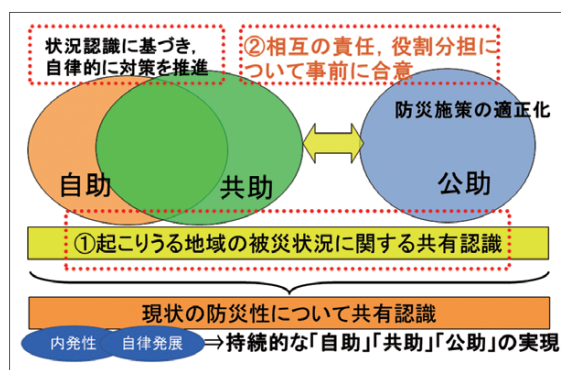 状況認識に基づき,
自律的に対策を推進
②相互の責任,役割分担に
ついて事前に合意
防災施策の適正化
自助
共助
公助
①起こりうる地域の被災状況に関する共有認識
現状の防災性について共有認識
内発性
自律発展
⇒持続的な「自助」「共助」「公助」の実現